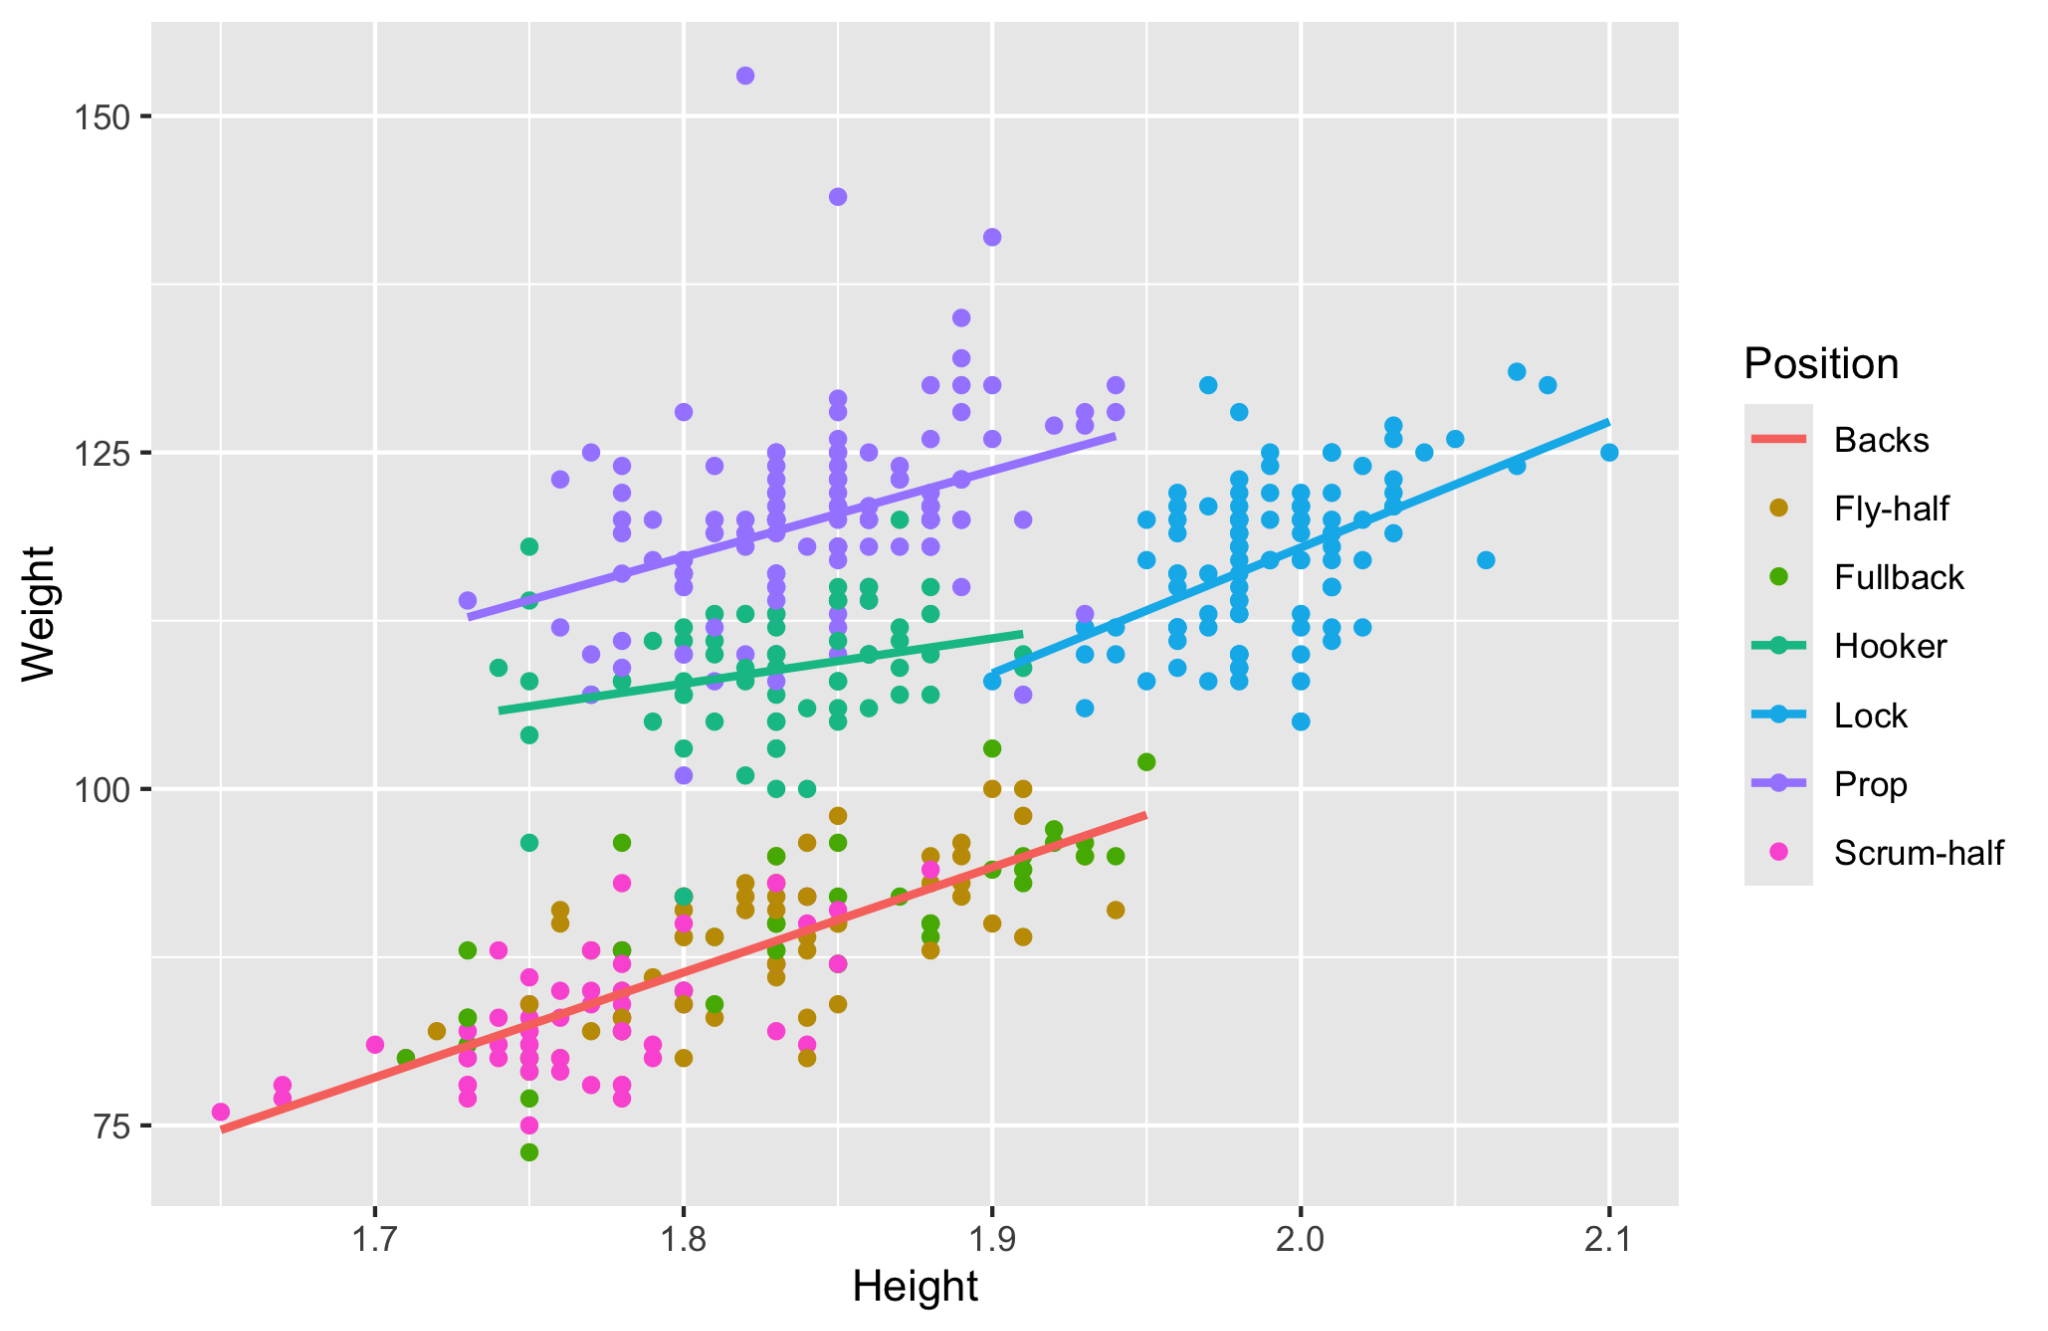 150
125
100
75
Weight
1.7
1.8
1.9
2.0
2.1
Height
Position
Backs
Fly-half
Fullback
Hooker
Lock
Prop
Scrum-half